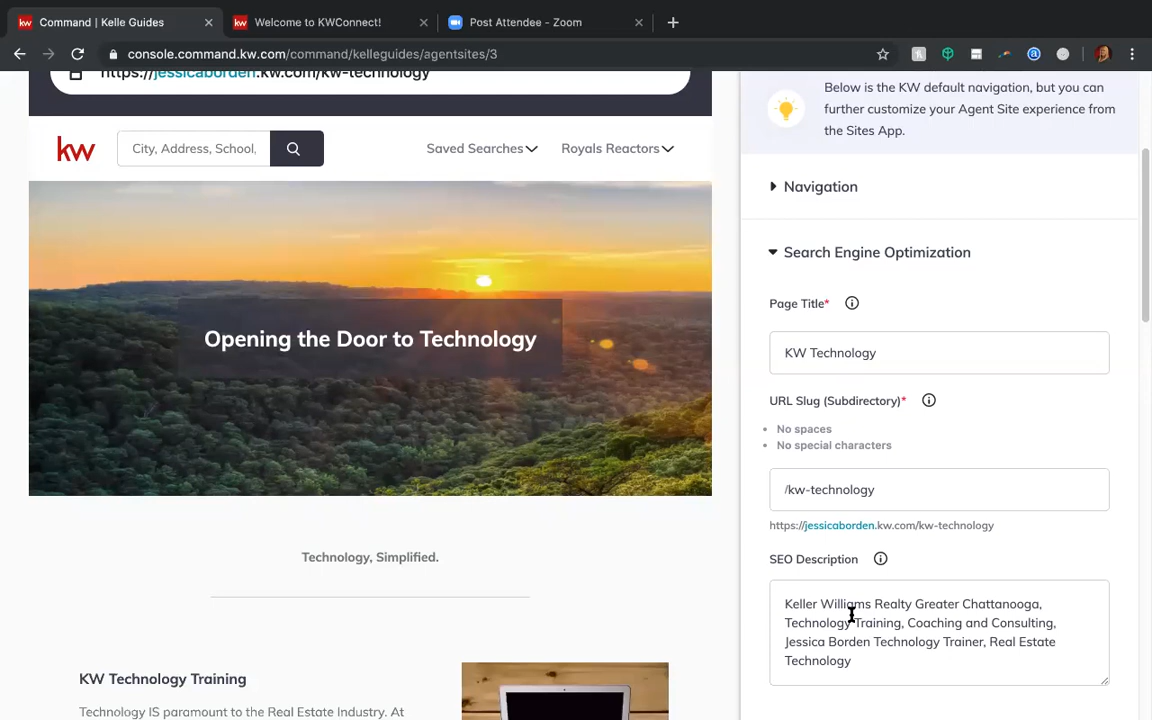 Command | Kelle Guides
Welcome to KWConnect!
Post Attendee - Zoom
console.command.kw.com/command/kelleguides/agentsites/3
https://jessicaborden.kw.com/kw-technology
kw
City, Address, School,
Saved Searches
Royals Reactors
Opening the Door to Technology
Technology, Simplified.
KW Technology Training
Technology IS paramount to the Real Estate Industry. At
Below is the KW default navigation, but you can
further customize your Agent Site experience from
the Sites App.
Navigation
Search Engine Optimization
Page Title*
KW Technology
URL Slug (Subdirectory)*
No spaces
No special characters
/kw-technology
https://jessicaborden.kw.com/kw-technology
SEO Description
Keller Williams Realty Greater Chattanooga,
Technology Training, Coaching and Consulting,
Jessica Borden Technology Trainer, Real Estate
Technology